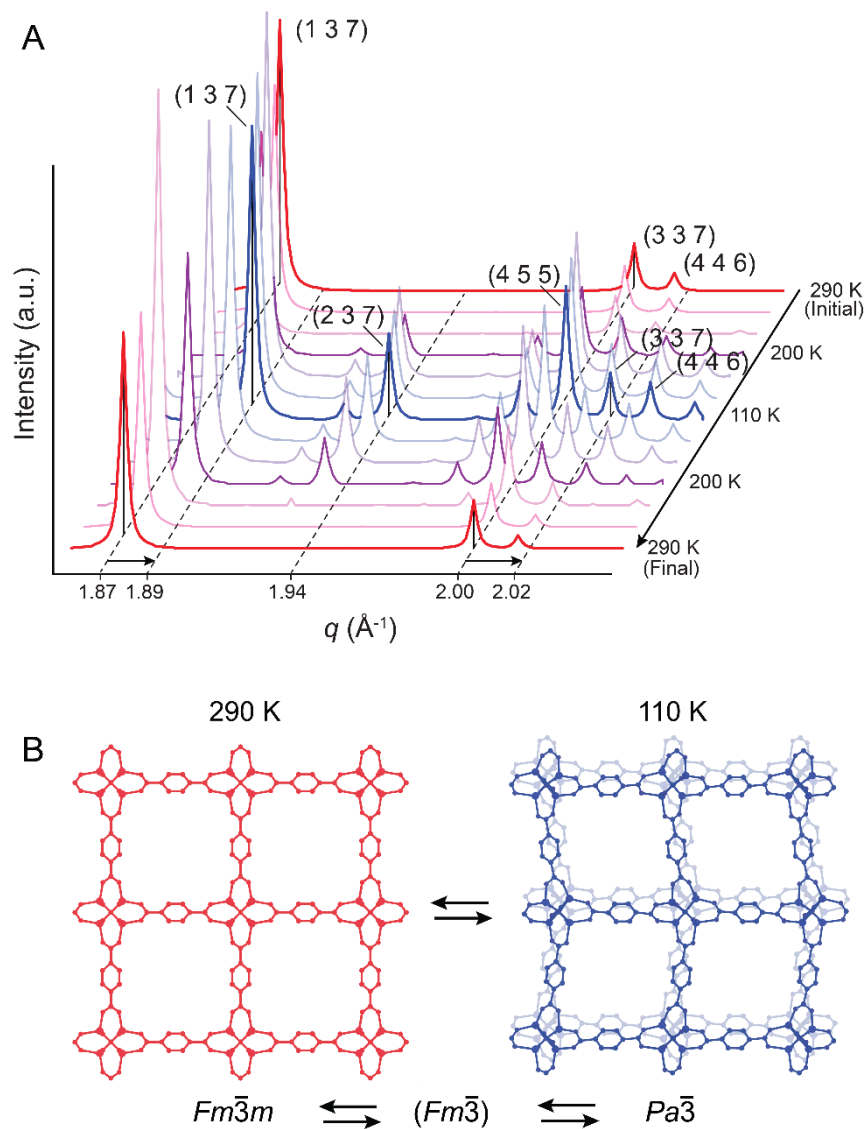 A
(1 3 7)
(1 3 7)
(3 3 7)
(4 4 6)
(4 5 5)
(2 3 7)
(3 3 7)
(4 4 6)
290 K
(Initial)
200 K
110 K
200 K
290 K
(Final)
Intensity (a.u.)
1.87 1.89 1.94 2.00 2.02
q (Å⁻¹)
290 K 110 K
B
Fm3̅m (Fm3̅) Pa3̅